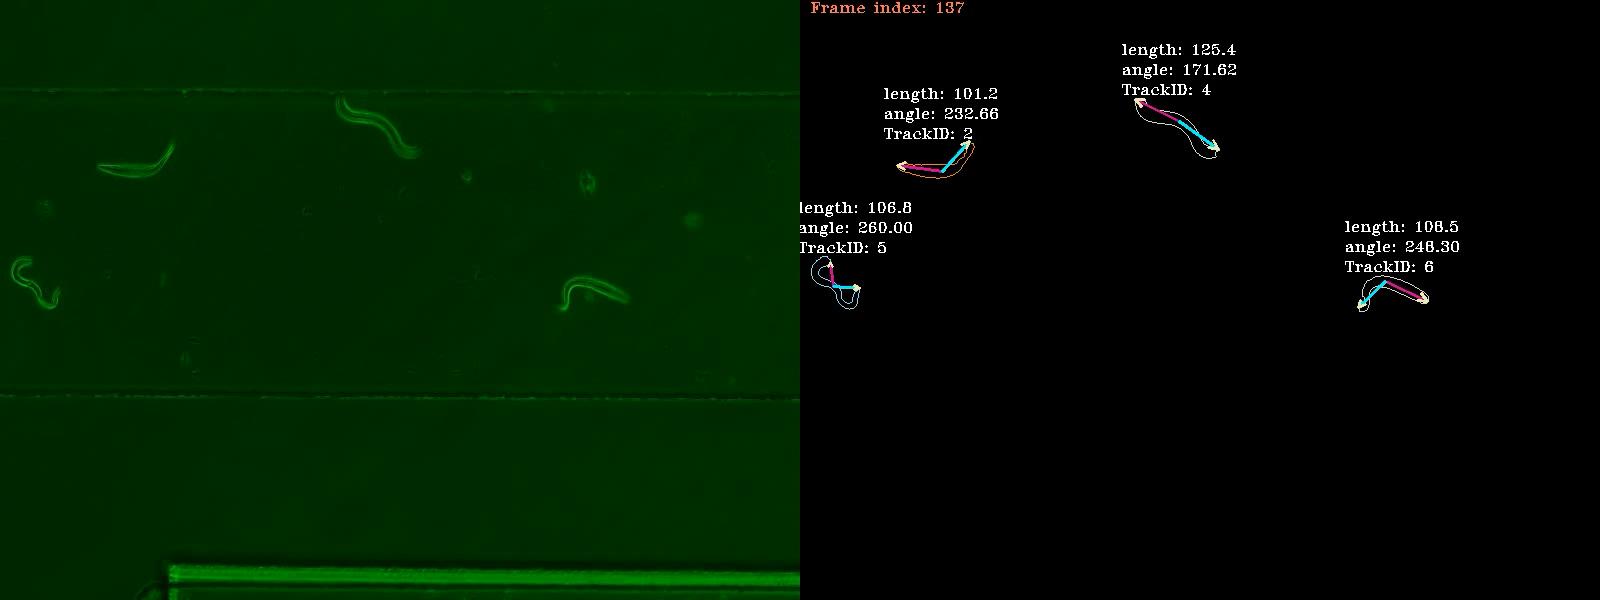 Frame index: 137
length: 125.4
angle: 171.62
TrackID: 4
length: 101.2
angle: 232.66
TrackID: 2
length: 106.8
angle: 260.00
TrackID: 5
length: 108.5
angle: 248.30
TrackID: 6